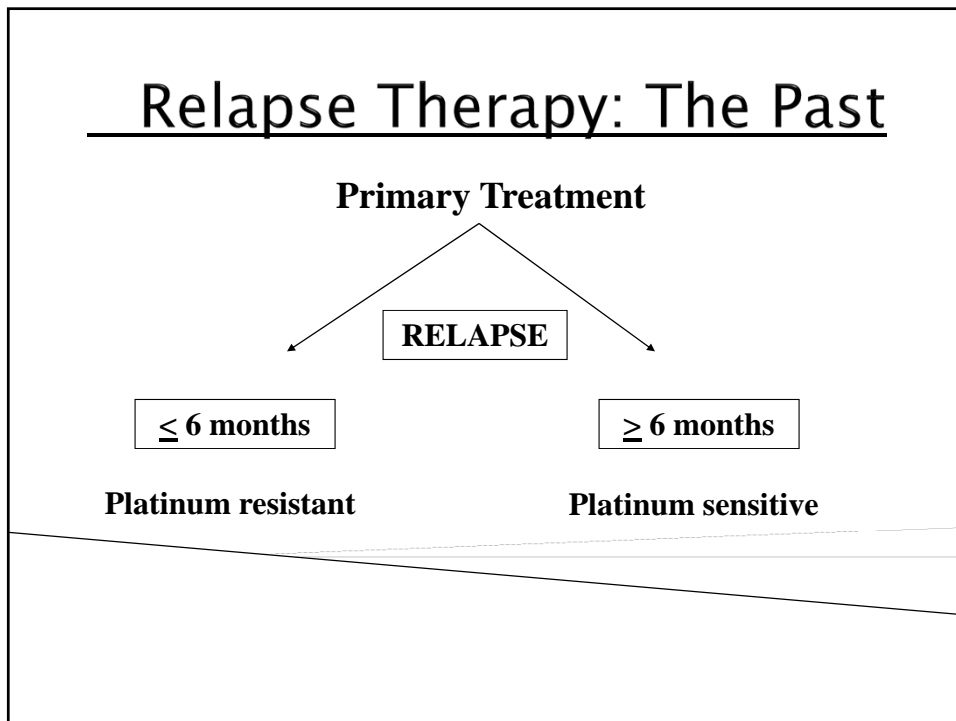 Relapse Therapy: The Past
Primary Treatment
RELAPSE
≤ 6 months
≥ 6 months
Platinum resistant
Platinum sensitive